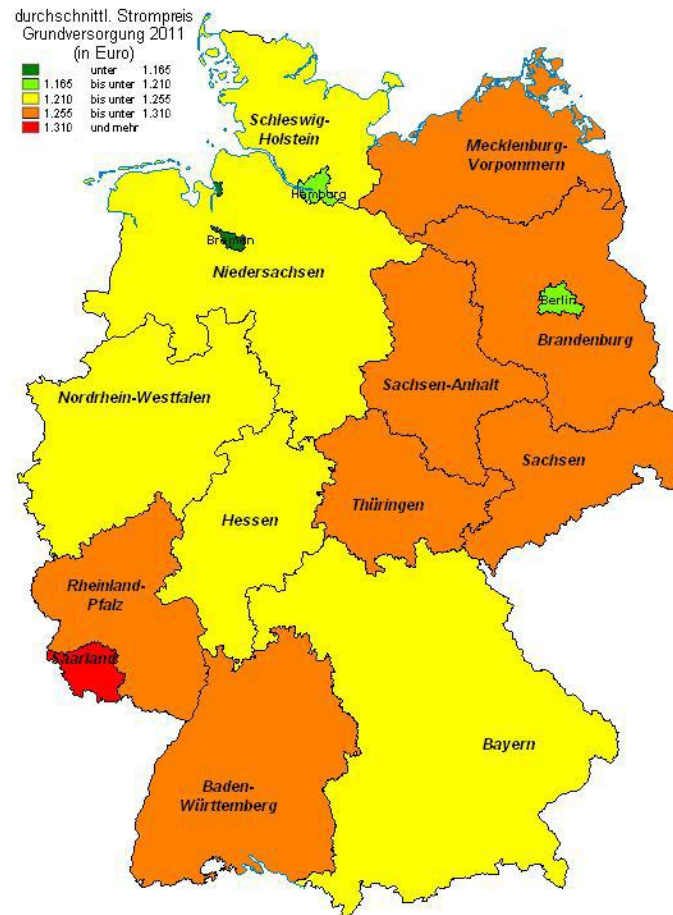 durchschnittl. Strompreis
Grundversorgung 2011
(in Euro)
unter 1.165
1.165 bis unter 1.210
1.210 bis unter 1.255
1.255 bis unter 1.310
1.310 und mehr
Schleswig-
Holstein
Mecklenburg-
Vorpommern
Hamburg
Bremen
Niedersachsen
Berlin
Brandenburg
Sachsen-Anhalt
Nordrhein-Westfalen
Sachsen
Thüringen
Hessen
Rheinland-
Pfalz
Saarland
Bayern
Baden-
Württemberg